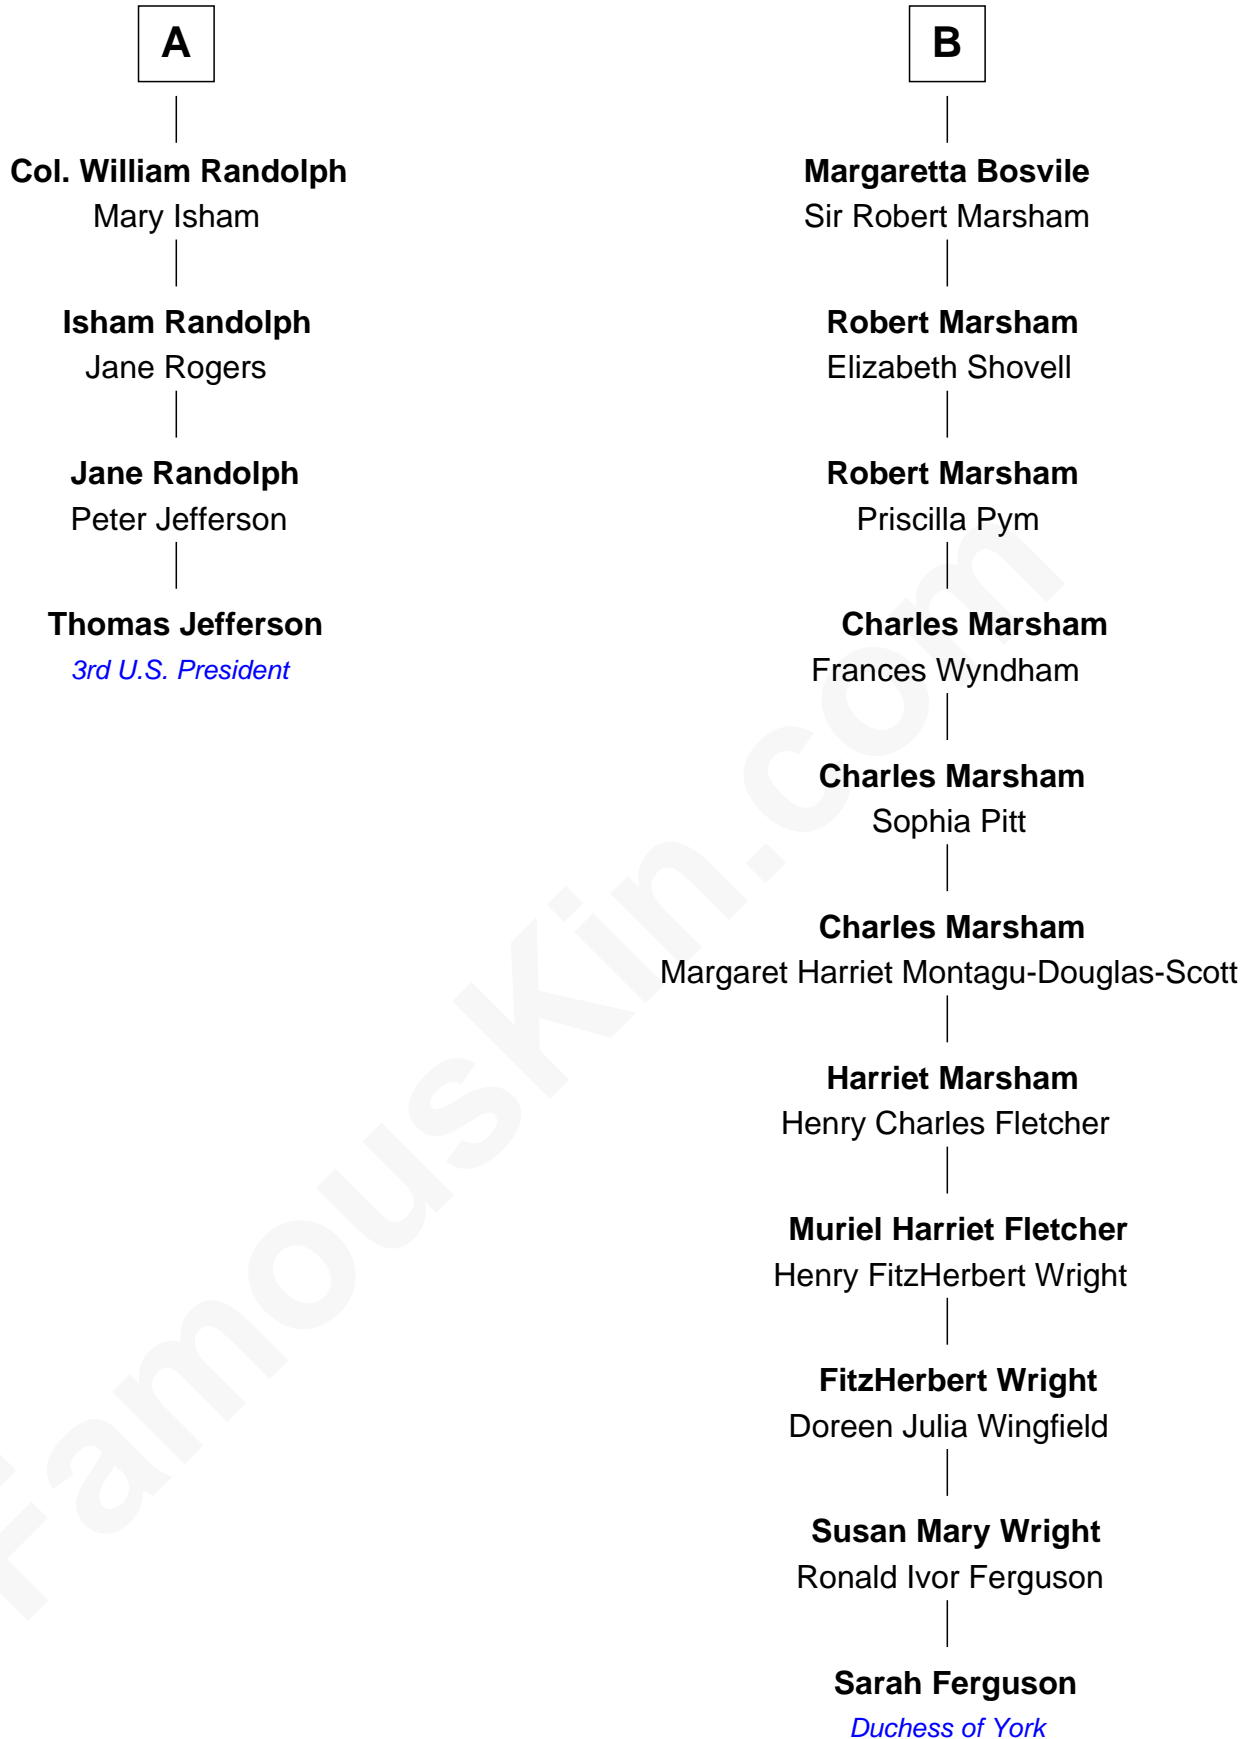 A
Col. William Randolph
Mary Isham
Isham Randolph
Jane Rogers
Jane Randolph
Peter Jefferson
Thomas Jefferson
3rd U.S. President
B
Margaretta Bosvile
Sir Robert Marsham
Robert Marsham
Elizabeth Shovell
Robert Marsham
Priscilla Pym
Charles Marsham
Frances Wyndham
Charles Marsham
Sophia Pitt
Charles Marsham
Margaret Harriet Montagu-Douglas-Scott
Harriet Marsham
Henry Charles Fletcher
Muriel Harriet Fletcher
Henry FitzHerbert Wright
FitzHerbert Wright
Doreen Julia Wingfield
Susan Mary Wright
Ronald Ivor Ferguson
Sarah Ferguson
Duchess of York
FamousKin.com